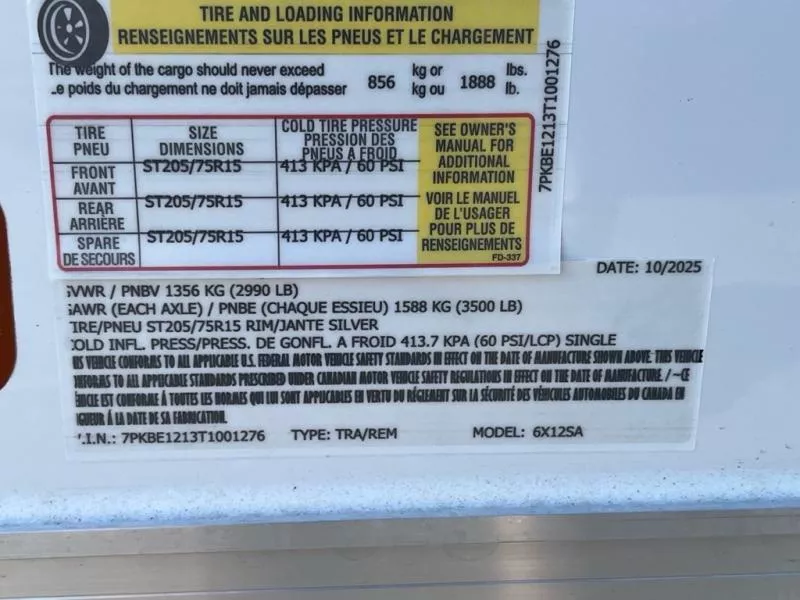 TIRE AND LOADING INFORMATION
RENSEIGNEMENTS SUR LES PNEUS ET LE CHARGEMENT
The weight of the cargo should never exceed 856 kg or 1888 lbs.
e poids du chargement ne doit jamais dépasser kg ou lb.
TIRE PNEU
SIZE DIMENSIONS
COLD TIRE PRESSURE PRESSION DES PNEUS A FROID
SEE OWNER'S MANUAL FOR ADDITIONAL INFORMATION
VOIR LE MANUEL DE L'USAGER POUR PLUS DE RENSEIGNEMENTS
FRONT AVANT ST205/75R15 413 KPA / 60 PSI
REAR ARRIÈRE ST205/75R15 413 KPA / 60 PSI
SPARE DE SECOURS ST205/75R15 413 KPA / 60 PSI
FD-337
7PKBE1213T1001276
DATE: 10/2025
GVWR / PNBV 1356 KG (2990 LB)
GAWR (EACH AXLE) / PNBE (CHAQUE ESSIEU) 1588 KG (3500 LB)
TIRE/PNEU ST205/75R15 RIM/JANTE SILVER
COLD INFL. PRESS/PRESS. DE GONFL. A FROID 413.7 KPA (60 PSI/LCP) SINGLE
IS VEHICLE CONFORMS TO ALL APPLICABLE U.S. FEDERAL MOTOR VEHICLE SAFETY STANDARDS IN EFFECT ON THE DATE OF MANUFACTURE SHOWN ABOVE. THIS VEHICLE
NFORMS TO ALL APPLICABLE STANDARDS PRESCRIBED UNDER CANADIAN MOTOR VEHICLE SAFETY REGULATIONS IN EFFECT ON THE DATE OF MANUFACTURE. / ~CE
ÉHICLE EST CONFORME À TOUTES LES NORMES QUI LUI SONT APPLICABLES EN VERTU DU RÉGLEMENT SUR LA SÉCURITÉ DES VÉHICULES AUTOMOBILES DU CANADA EN
IGUEUR Á LA DATE DE SA FABRICATION.
V.I.N.: 7PKBE1213T1001276 TYPE: TRA/REM MODEL: 6X12SA